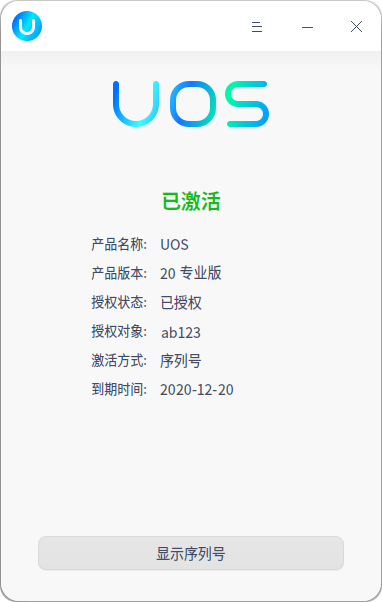 UOS
已激活
产品名称: UOS
产品版本: 20 专业版
授权状态: 已授权
授权对象: ab123
激活方式: 序列号
到期时间: 2020-12-20
显示序列号